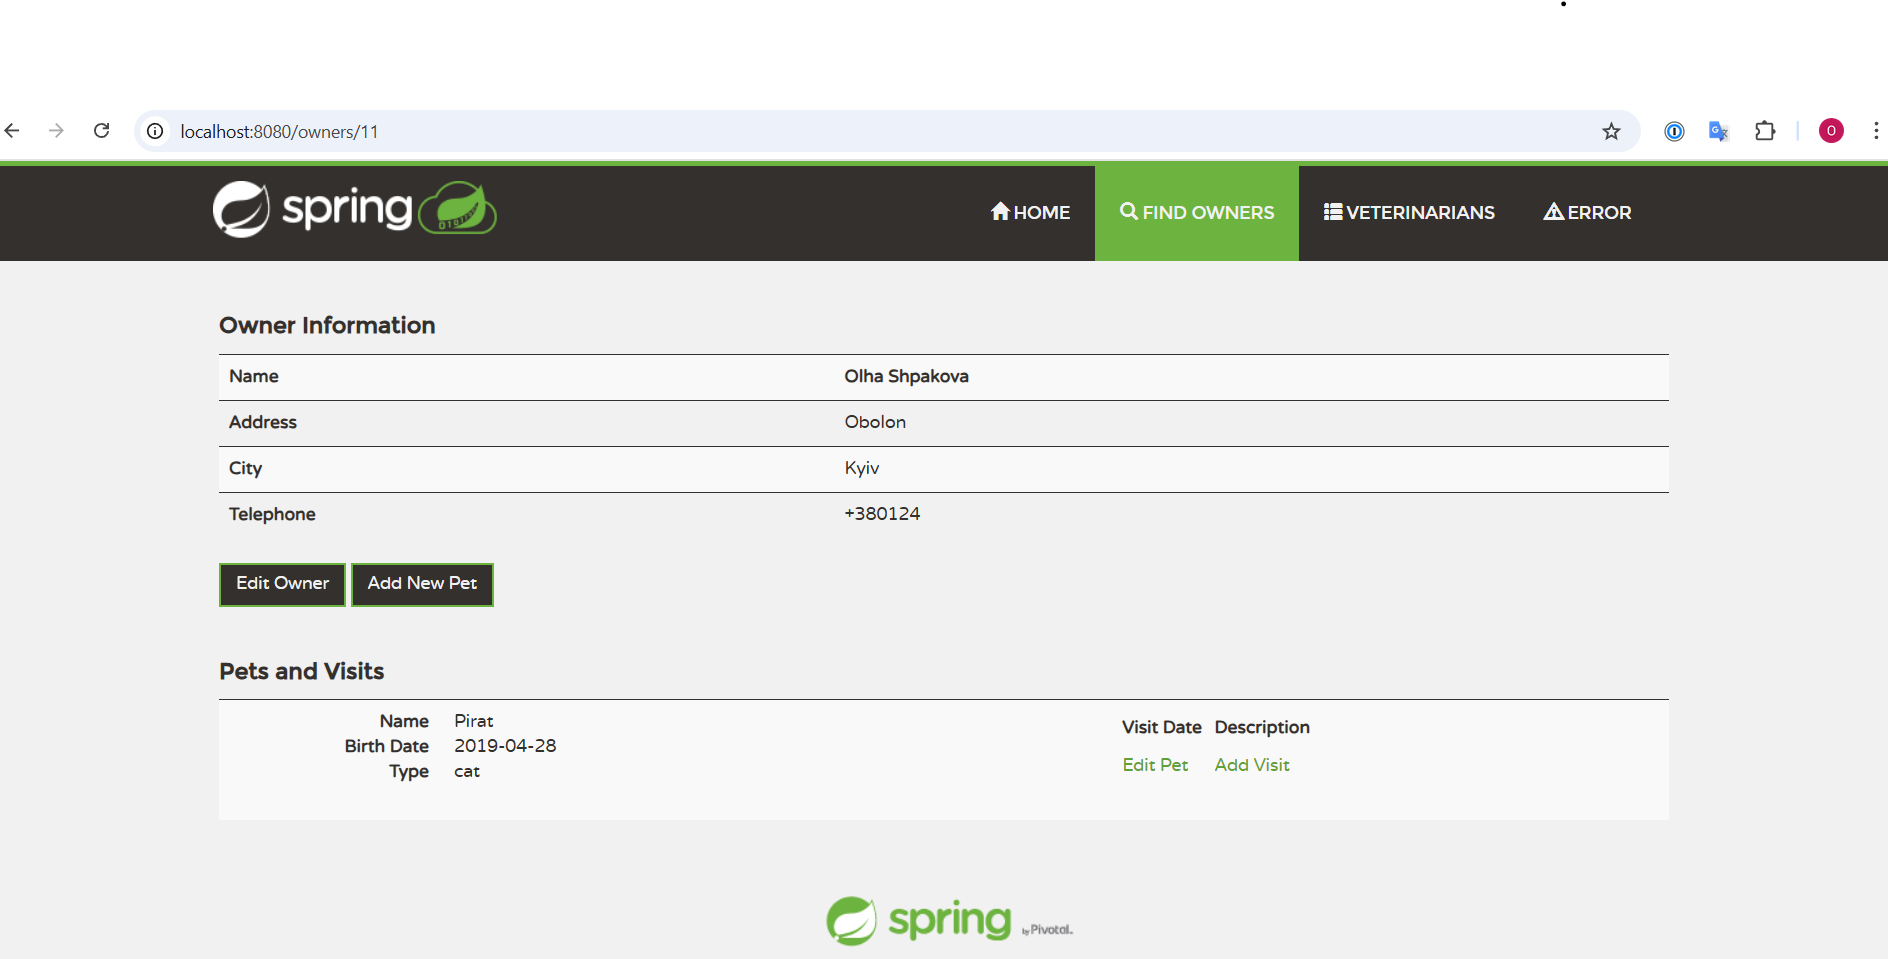 localhost:8080/owners/11
O
spring
HOME
FIND OWNERS
VETERINARIANS
ERROR
Owner Information
Name Olha Shpakova
Address Obolon
City Kyiv
Telephone +380124
Edit Owner Add New Pet
Pets and Visits
Name Pirat
Birth Date 2019-04-28
Type cat
Visit Date Description
Edit Pet Add Visit
spring by Pivotal.